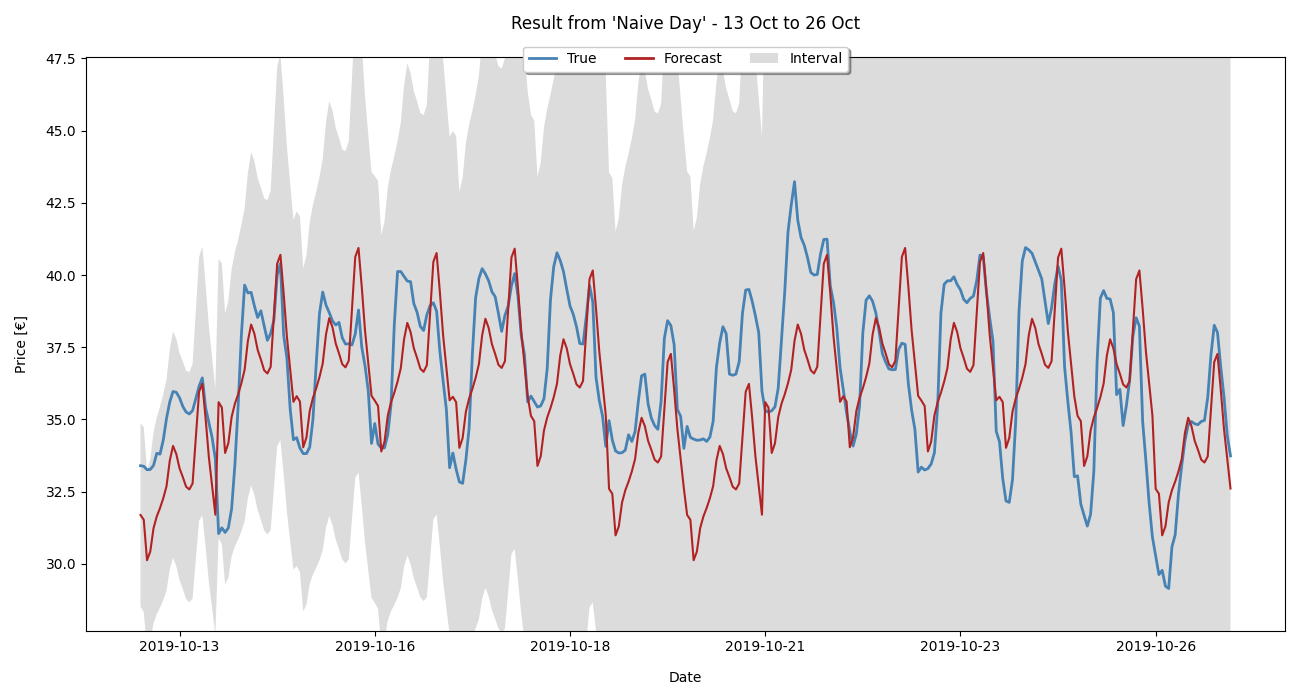 Result from 'Naive Day' - 13 Oct to 26 Oct
True Forecast Interval
47.5
45.0
42.5
40.0
37.5
35.0
32.5
30.0
Price [€]
2019-10-13 2019-10-16 2019-10-18 2019-10-21 2019-10-23 2019-10-26
Date